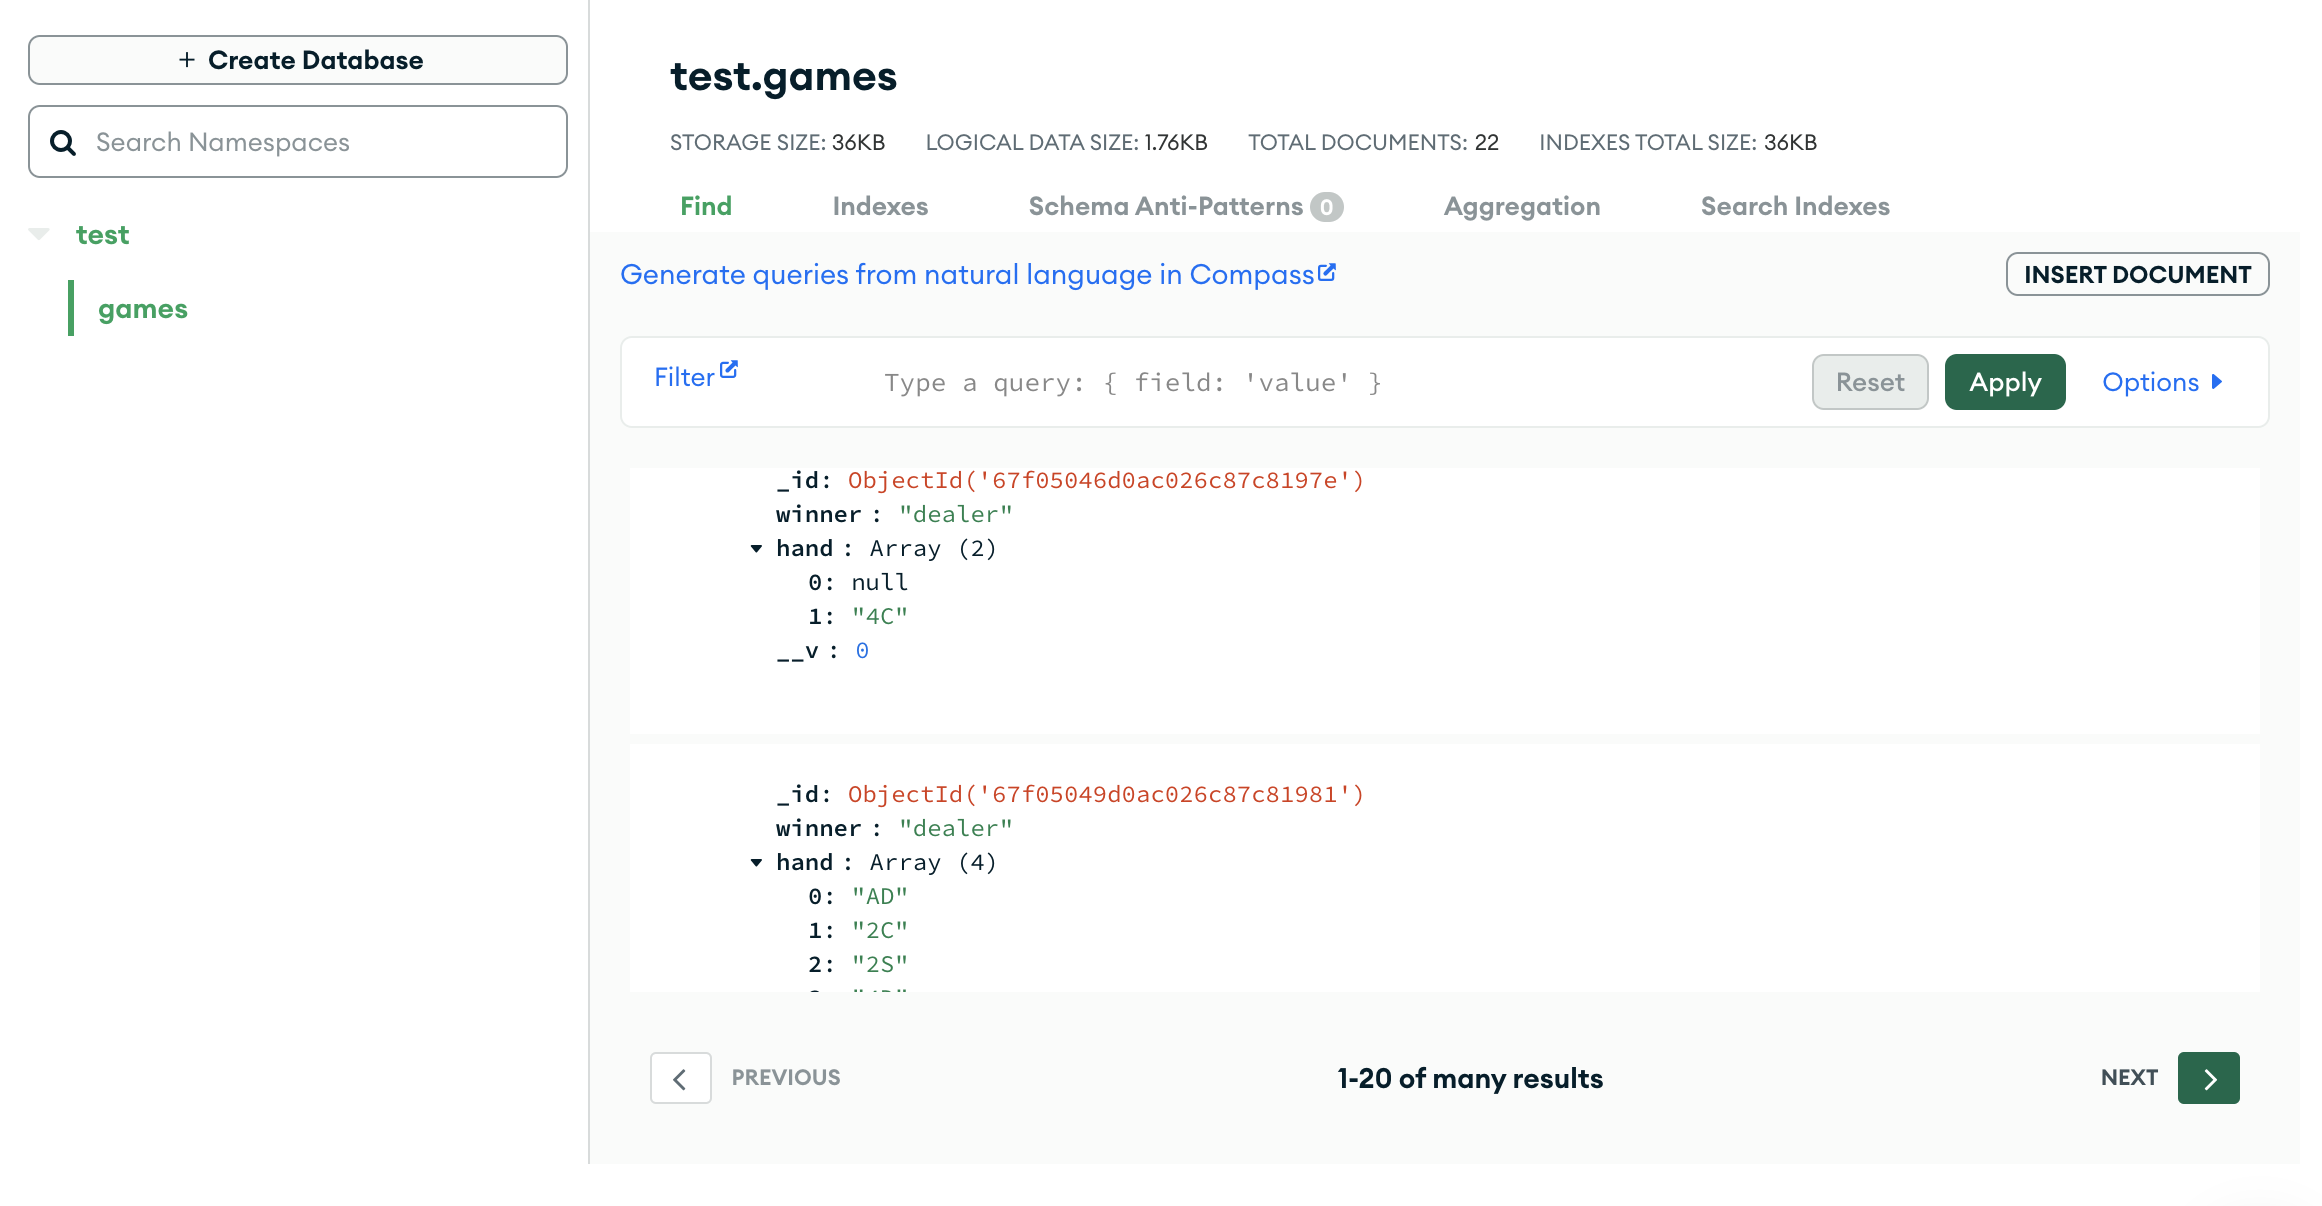 + Create Database
Search Namespaces
test
games
test.games
STORAGE SIZE: 36KB LOGICAL DATA SIZE: 1.76KB TOTAL DOCUMENTS: 22 INDEXES TOTAL SIZE: 36KB
Find Indexes Schema Anti-Patterns 0 Aggregation Search Indexes
Generate queries from natural language in Compass
INSERT DOCUMENT
Filter Type a query: { field: 'value' } Reset Apply Options
_id: ObjectId('67f05046d0ac026c87c8197e')
winner : "dealer"
hand : Array (2)
0: null
1: "4C"
__v : 0
_id: ObjectId('67f05049d0ac026c87c81981')
winner : "dealer"
hand : Array (4)
0: "AD"
1: "2C"
2: "2S"
PREVIOUS 1-20 of many results NEXT